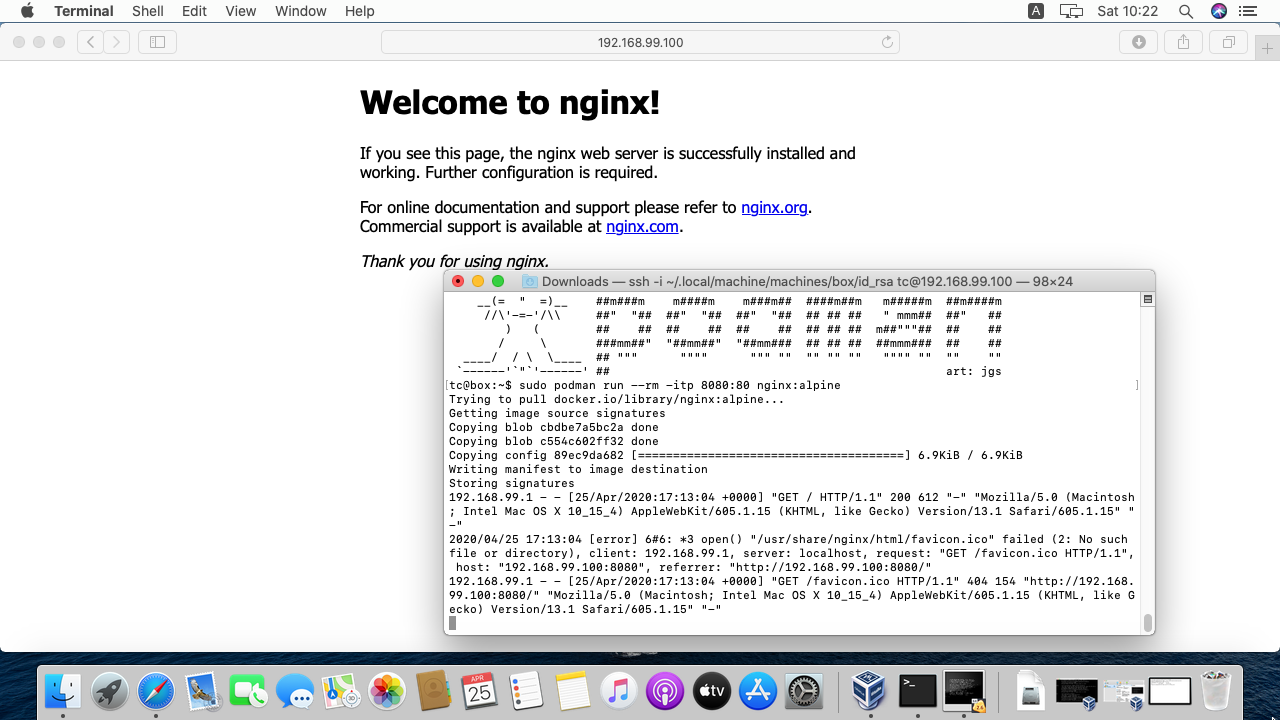 Terminal Shell Edit View Window Help A Sat 10:22
192.168.99.100
Welcome to nginx!
If you see this page, the nginx web server is successfully installed and
working. Further configuration is required.
For online documentation and support please refer to nginx.org.
Commercial support is available at nginx.com.
Thank you for using nginx.
Downloads — ssh -i ~/.local/machine/machines/box/id_rsa tc@192.168.99.100 — 98×24
    __(=  "  =)__    ##m###m    m####m    m###m##  ####m##m   m#####m  ##m####m
     //\'-=-'/\\     ##"  "##  ##"  "##  ##"  "##  ## ## ##   " mmm##  ##"   ##
        )   (        ##    ##  ##    ##  ##    ##  ## ## ##  m##"""##  ##    ##
       /     \       ###mm##"  "##mm##"  "##mm###  ## ## ##  ##mmm###  ##    ##
  ____/  / \  \____  ## """      """"      """ ""  "" "" ""   """" ""  ""    ""
 `------'`"`'------' ##                                                art: jgs
tc@box:~$ sudo podman run --rm -itp 8080:80 nginx:alpine
Trying to pull docker.io/library/nginx:alpine...
Getting image source signatures
Copying blob cbdbe7a5bc2a done
Copying blob c554c602ff32 done
Copying config 89ec9da682 [======================================] 6.9KiB / 6.9KiB
Writing manifest to image destination
Storing signatures
192.168.99.1 - - [25/Apr/2020:17:13:04 +0000] "GET / HTTP/1.1" 200 612 "-" "Mozilla/5.0 (Macintosh
; Intel Mac OS X 10_15_4) AppleWebKit/605.1.15 (KHTML, like Gecko) Version/13.1 Safari/605.1.15" "
-"
2020/04/25 17:13:04 [error] 6#6: *3 open() "/usr/share/nginx/html/favicon.ico" failed (2: No such
file or directory), client: 192.168.99.1, server: localhost, request: "GET /favicon.ico HTTP/1.1",
 host: "192.168.99.100:8080", referrer: "http://192.168.99.100:8080/"
192.168.99.1 - - [25/Apr/2020:17:13:04 +0000] "GET /favicon.ico HTTP/1.1" 404 154 "http://192.168.
99.100:8080/" "Mozilla/5.0 (Macintosh; Intel Mac OS X 10_15_4) AppleWebKit/605.1.15 (KHTML, like G
ecko) Version/13.1 Safari/605.1.15" "-"
APR
25
tv
>_